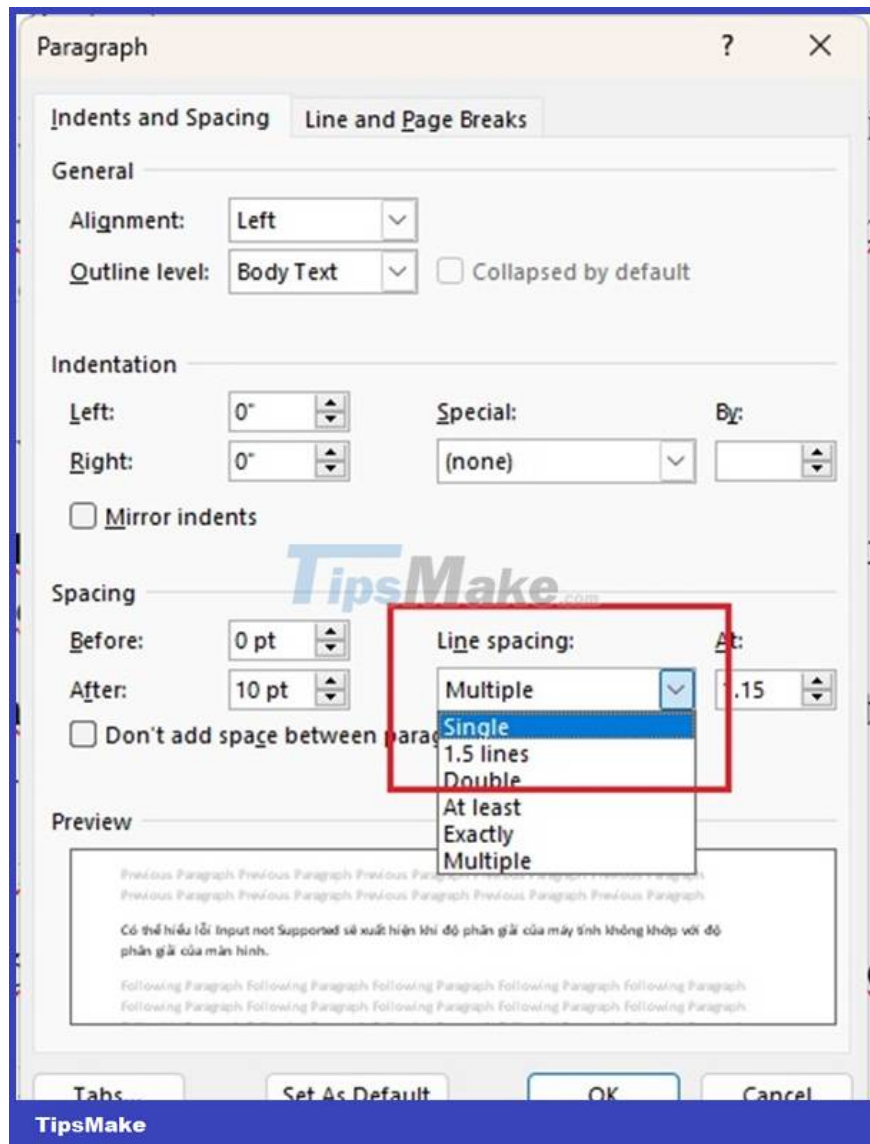 Paragraph ?
Indents and Spacing Line and Page Breaks
General
Alignment: Left
Outline level: Body Text Collapsed by default
Indentation
Left: 0" Special: By:
Right: 0" (none)
Mirror indents
TipsMake.com
Spacing
Before: 0 pt Line spacing: At:
After: 10 pt Multiple 1.15
Single
Don't add space between parag
1.5 lines
Double
At least
Exactly
Multiple
Preview
Previous Paragraph Previous Paragraph Previous
Previous Paragraph Previous Paragraph Previous Paragraph Previous Paragraph Previous Paragraph
Có thể hiểu lỗi Input not Supported sẽ xuất hiện khi độ phân giải của máy tính không khớp với độ
phân giải của màn hình.
Following Paragraph Following Paragraph Following Paragraph Following Paragraph Following Paragraph
Following Paragraph Following Paragraph Following Paragraph Following Paragraph Following Paragraph
Tabs... Set As Default OK Cancel
TipsMake